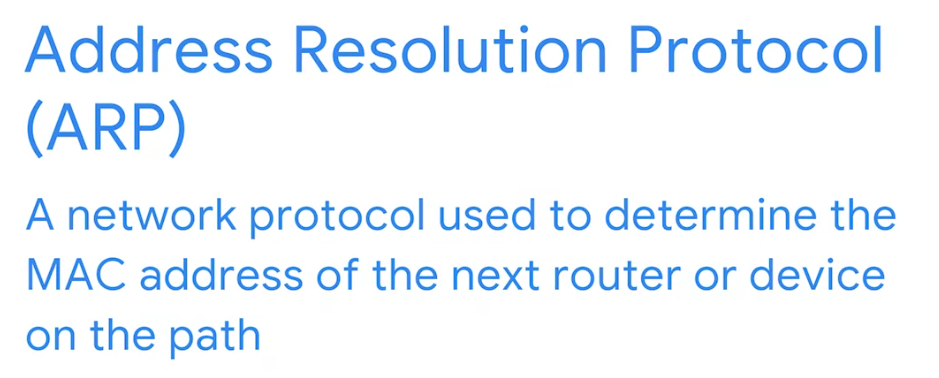 Address Resolution Protocol
(ARP)
A network protocol used to determine the
MAC address of the next router or device
on the path